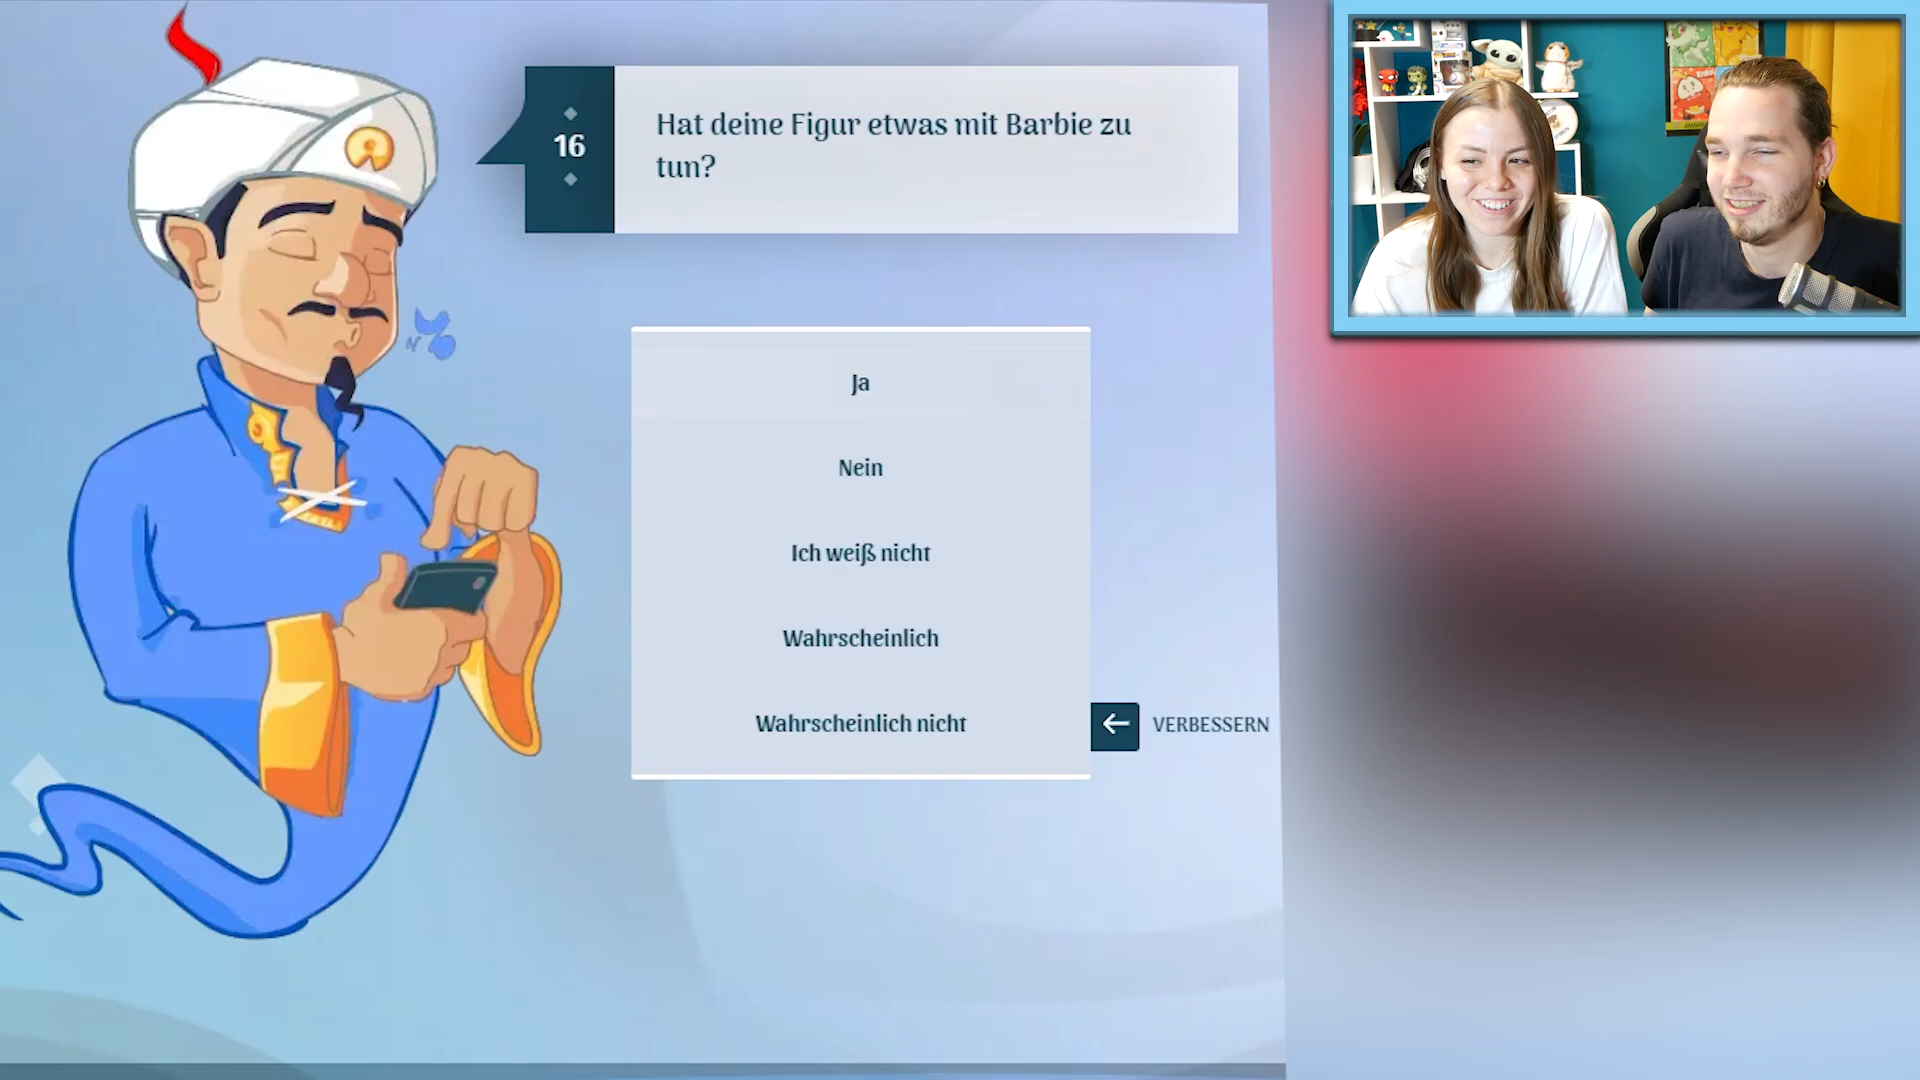 16
Hat deine Figur etwas mit Barbie zu
tun?
Ja
Nein
Ich weiß nicht
Wahrscheinlich
Wahrscheinlich nicht
VERBESSERN